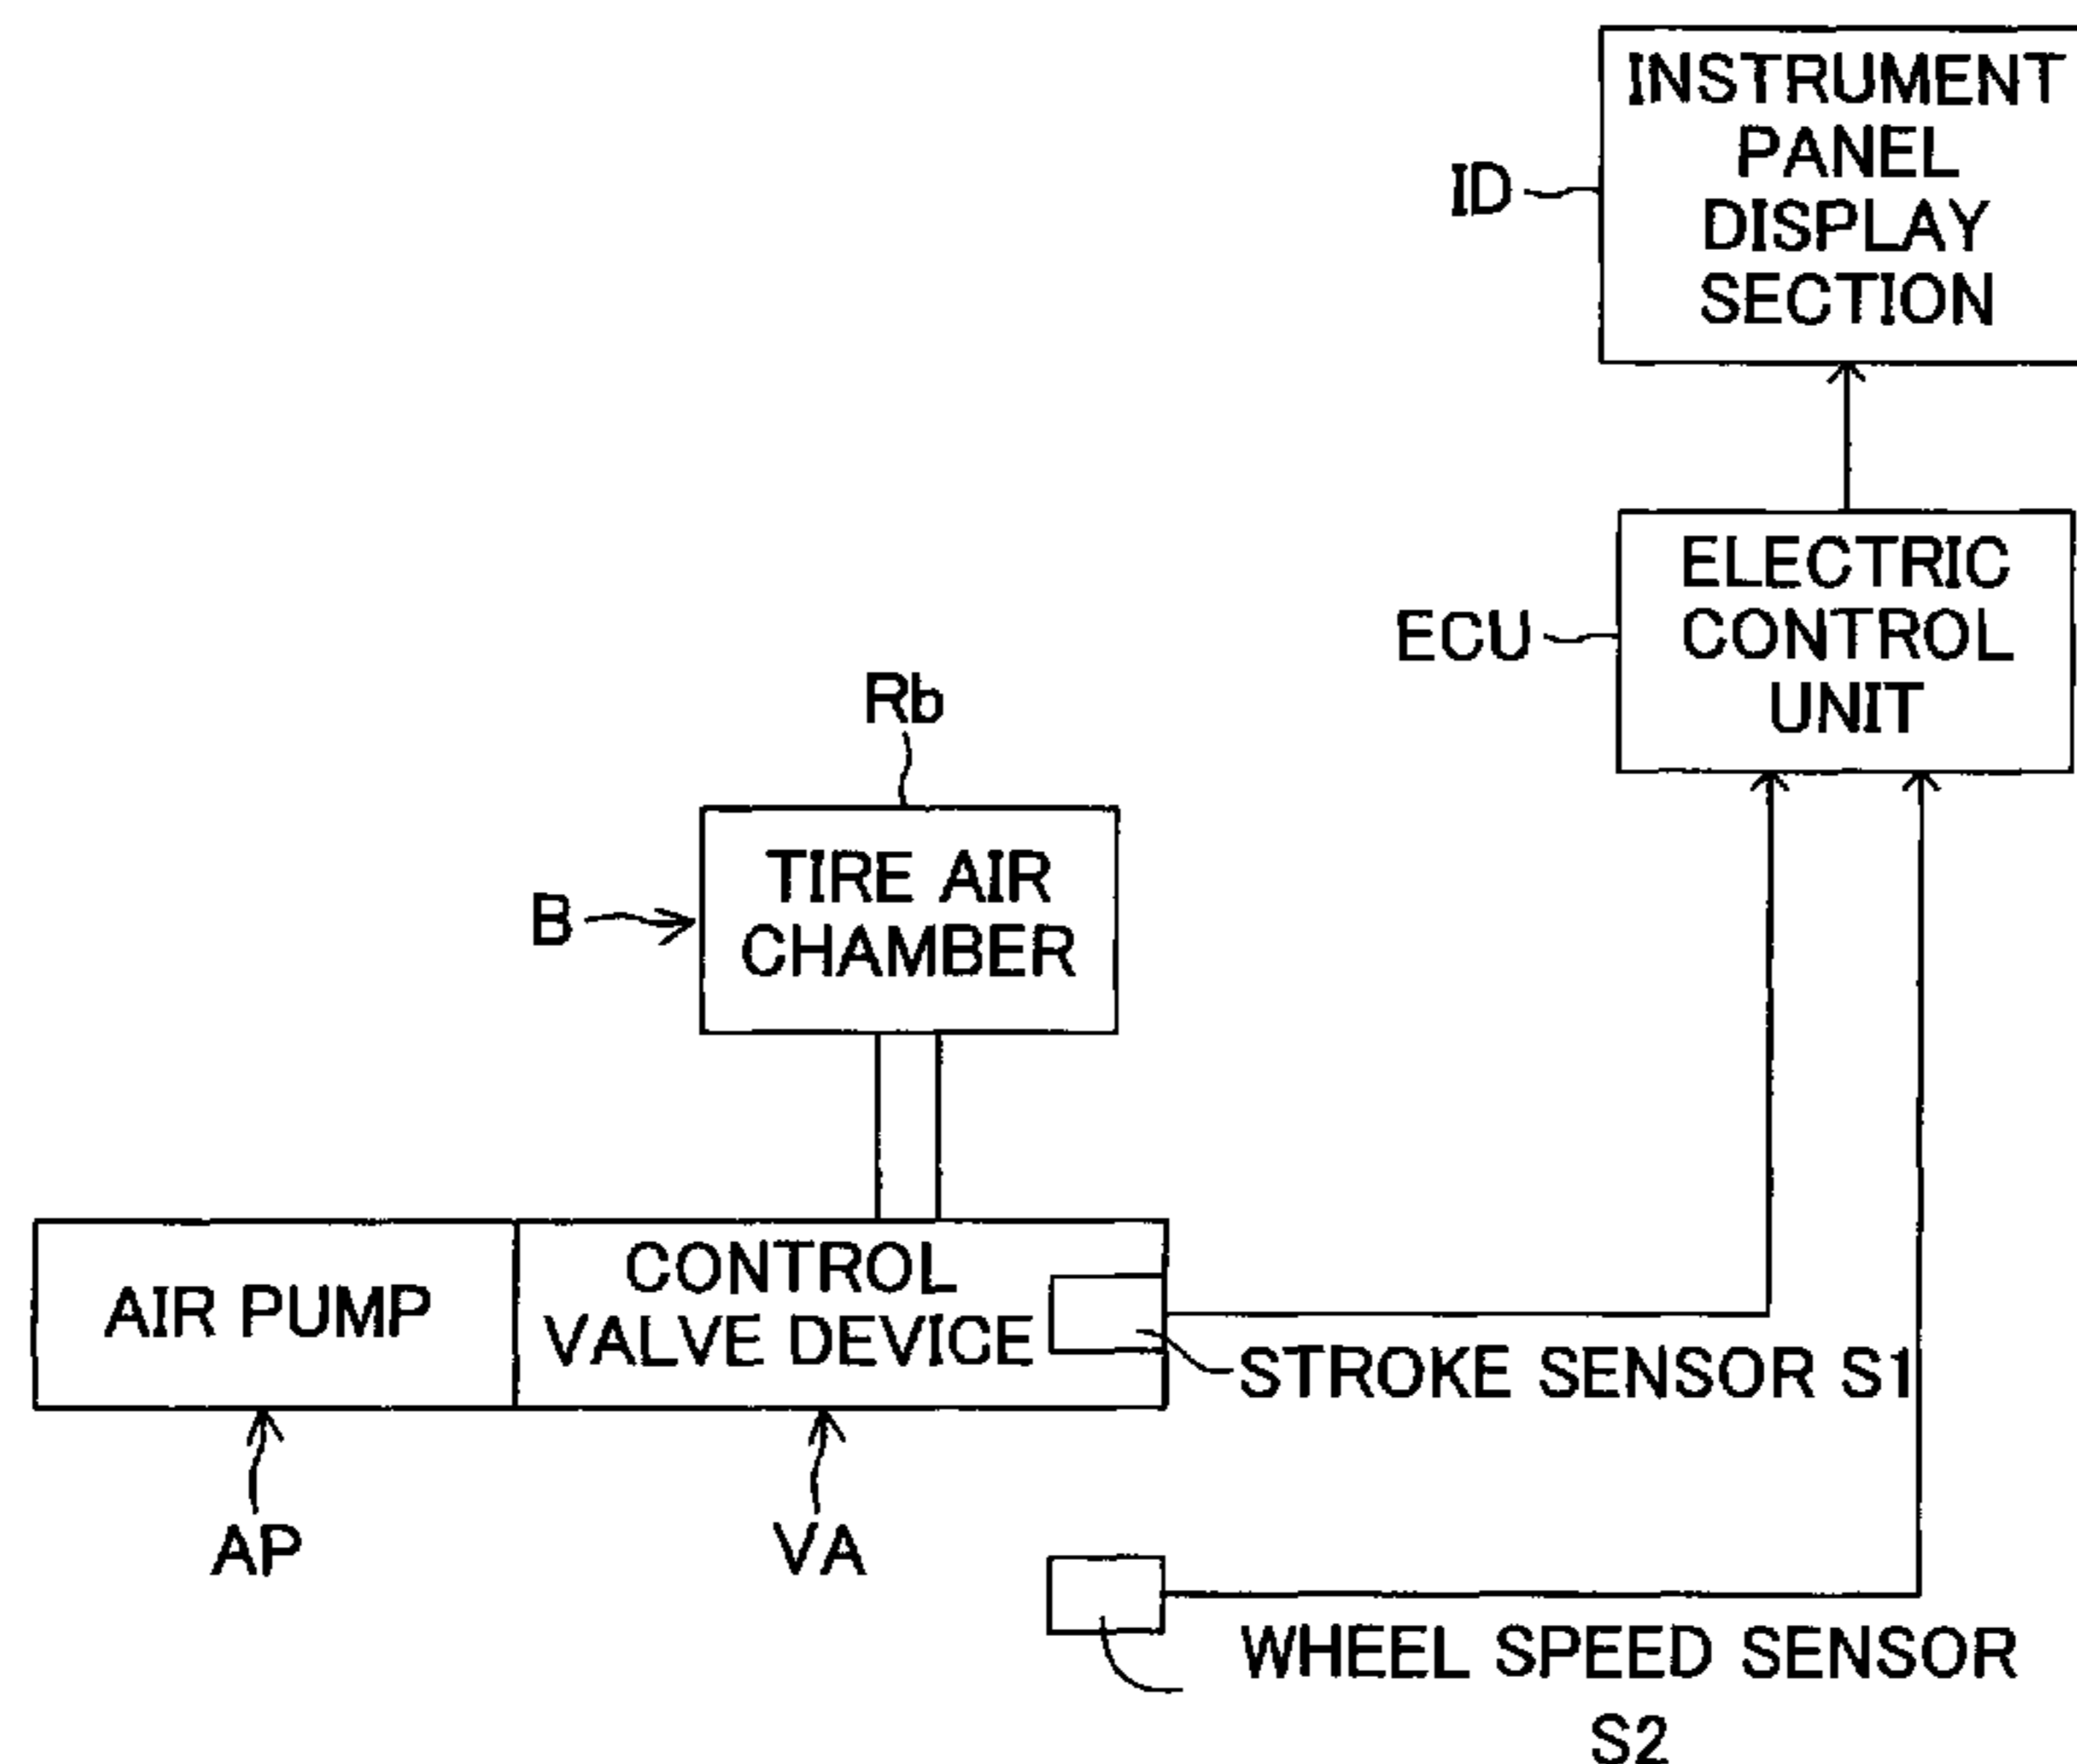 INSTRUMENT
PANEL
DISPLAY
SECTION
ID
ELECTRIC
CONTROL
UNIT
ECU
Rb
TIRE AIR
CHAMBER
B
AIR PUMP
CONTROL
VALVE DEVICE
STROKE SENSOR S1
AP
VA
WHEEL SPEED SENSOR
S2